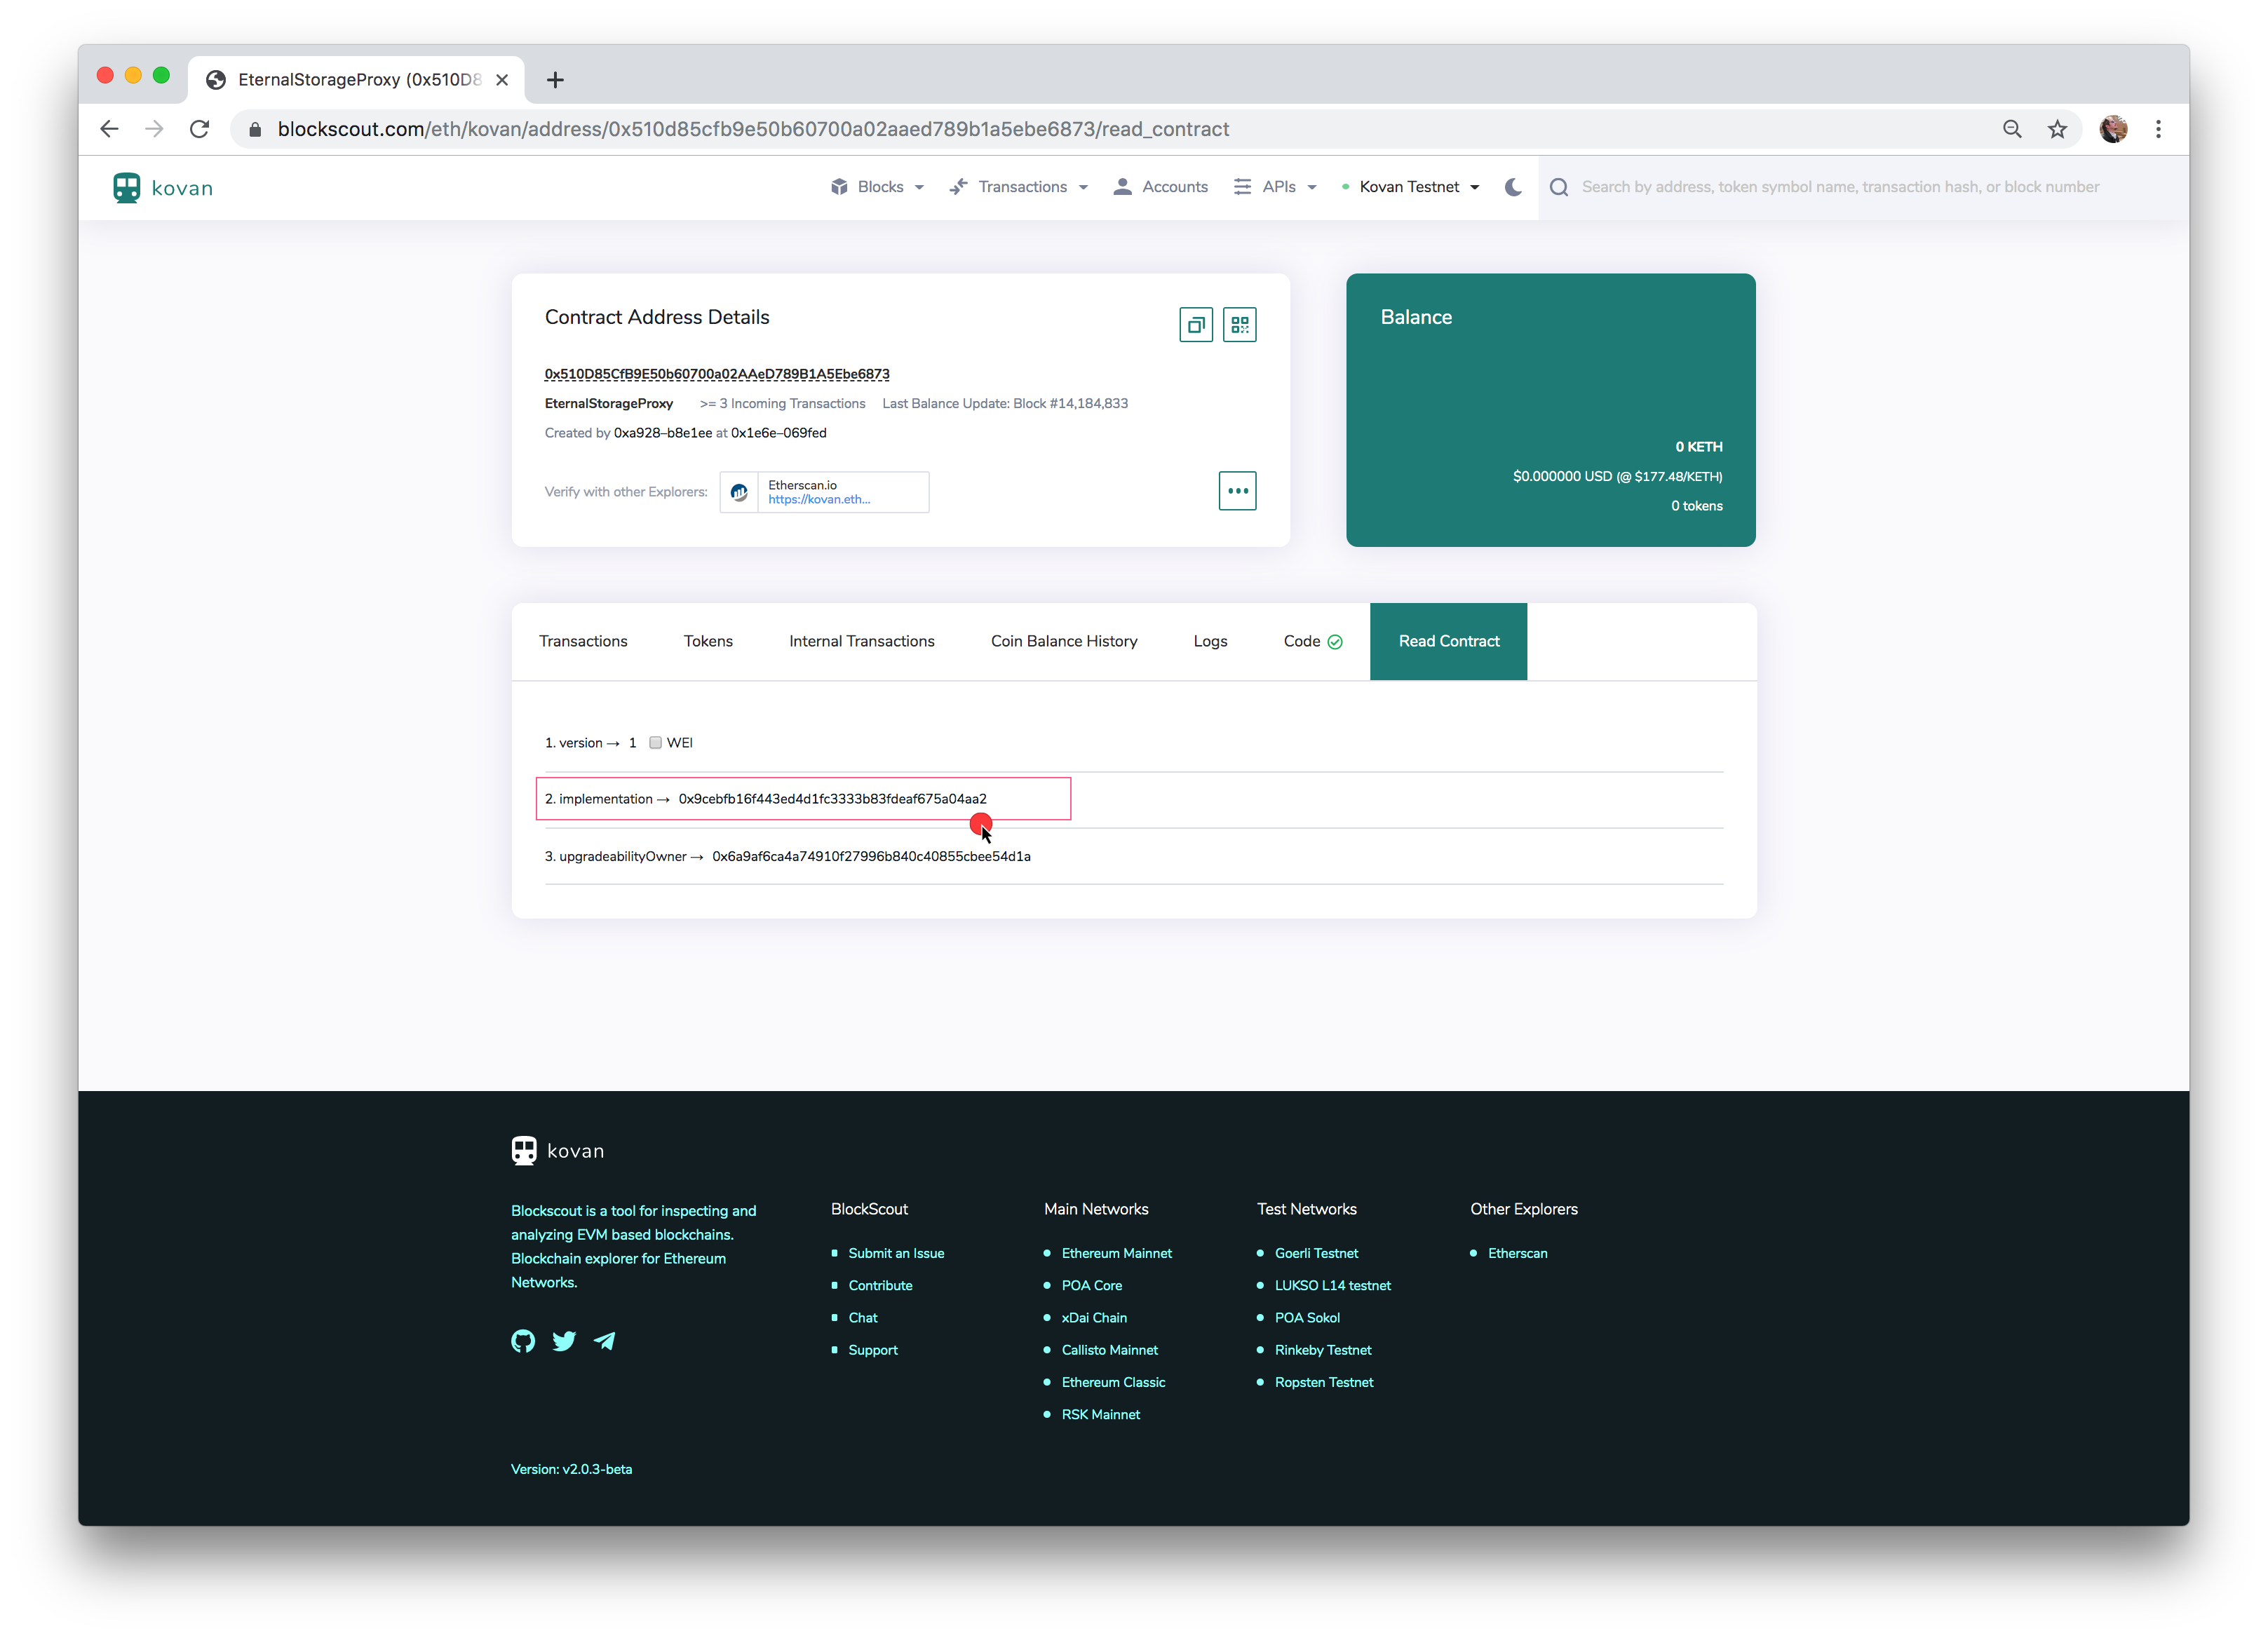 EternalStorageProxy (0x510D8
blockscout.com/eth/kovan/address/0x510d85cfb9e50b60700a02aaed789b1a5ebe6873/read_contract
kovan
Blocks
Transactions
Accounts
APIs
Kovan Testnet
Search by address, token symbol name, transaction hash, or block number
Contract Address Details
0x510D85CfB9E50b60700a02AAeD789B1A5Ebe6873
EternalStorageProxy >= 3 Incoming Transactions Last Balance Update: Block #14,184,833
Created by 0xa928–b8e1ee at 0x1e6e–069fed
Verify with other Explorers:
Etherscan.io
https://kovan.eth...
Balance
0 KETH
$0.000000 USD (@ $177.48/KETH)
0 tokens
Transactions
Tokens
Internal Transactions
Coin Balance History
Logs
Code
Read Contract
1. version → 1 WEI
2. implementation → 0x9cebfb16f443ed4d1fc3333b83fdeaf675a04aa2
3. upgradeabilityOwner → 0x6a9af6ca4a74910f27996b840c40855cbee54d1a
kovan
Blockscout is a tool for inspecting and
analyzing EVM based blockchains.
Blockchain explorer for Ethereum
Networks.
BlockScout
Submit an Issue
Contribute
Chat
Support
Main Networks
Ethereum Mainnet
POA Core
xDai Chain
Callisto Mainnet
Ethereum Classic
RSK Mainnet
Test Networks
Goerli Testnet
LUKSO L14 testnet
POA Sokol
Rinkeby Testnet
Ropsten Testnet
Other Explorers
Etherscan
Version: v2.0.3-beta